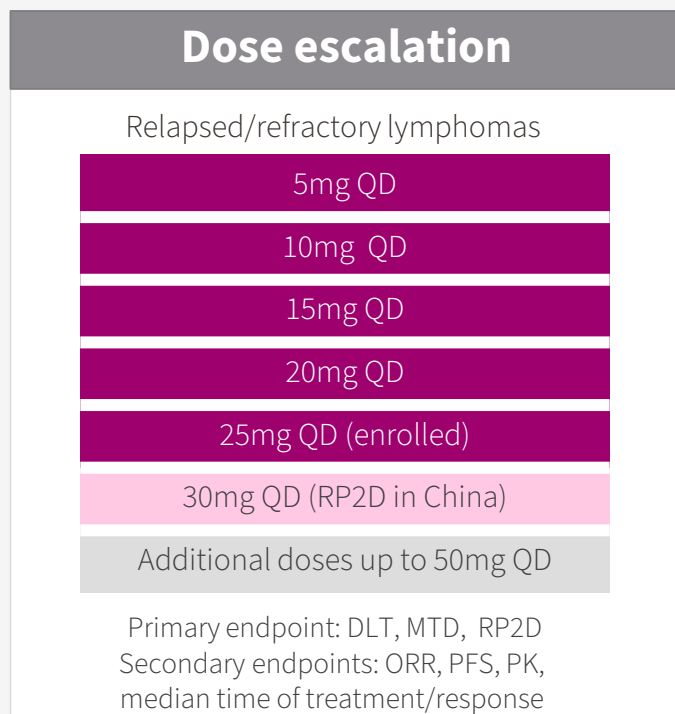 Dose escalation
Relapsed/refractory lymphomas
5mg QD
10mg QD
15mg QD
20mg QD
25mg QD (enrolled)
30mg QD (RP2D in China)
Additional doses up to 50mg QD
Primary endpoint: DLT, MTD, RP2D
Secondary endpoints: ORR, PFS, PK,
median time of treatment/response